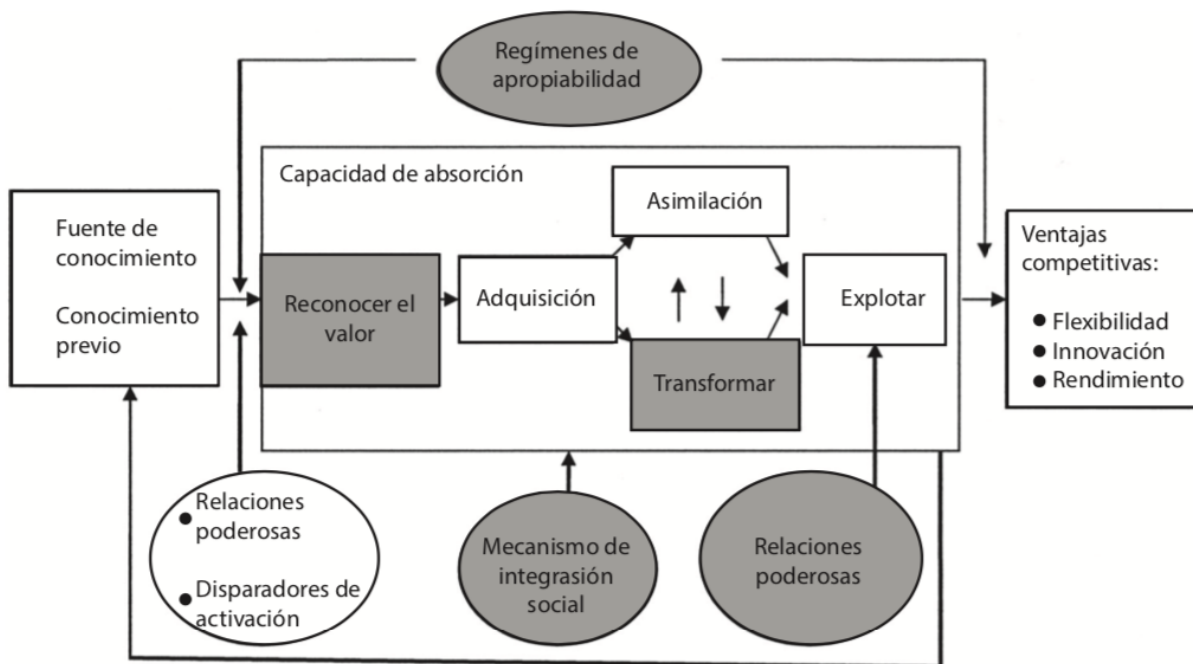 Regímenes de
apropiabilidad
Capacidad de absorción
Fuente de
conocimiento
Conocimiento
previo
Reconocer el
valor
Adquisición
Asimilación
Transformar
Explotar
Ventajas
competitivas:
● Flexibilidad
● Innovación
● Rendimiento
● Relaciones
poderosas
● Disparadores de
activación
Mecanismo de
integrasión
social
Relaciones
poderosas